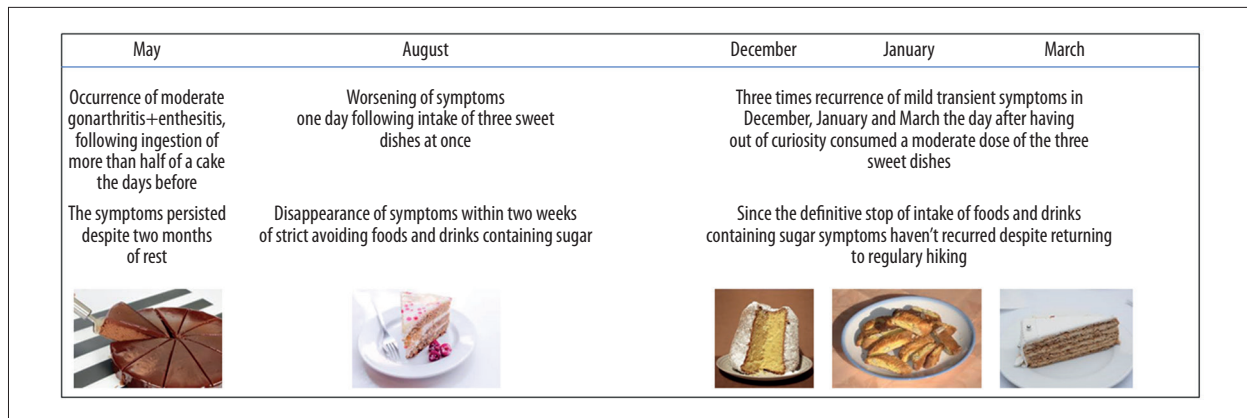 May
August
December
January
March
Occurrence of moderate
gonarthritis+enthesitis,
following ingestion of
more than half of a cake
the days before
Worsening of symptoms
one day following intake of three sweet
dishes at once
Three times recurrence of mild transient symptoms in
December, January and March the day after having
out of curiosity consumed a moderate dose of the three
sweet dishes
The symptoms persisted
despite two months
of rest
Disappearance of symptoms within two weeks
of strict avoiding foods and drinks containing sugar
Since the definitive stop of intake of foods and drinks
containing sugar symptoms haven't recurred despite returning
to regulary hiking